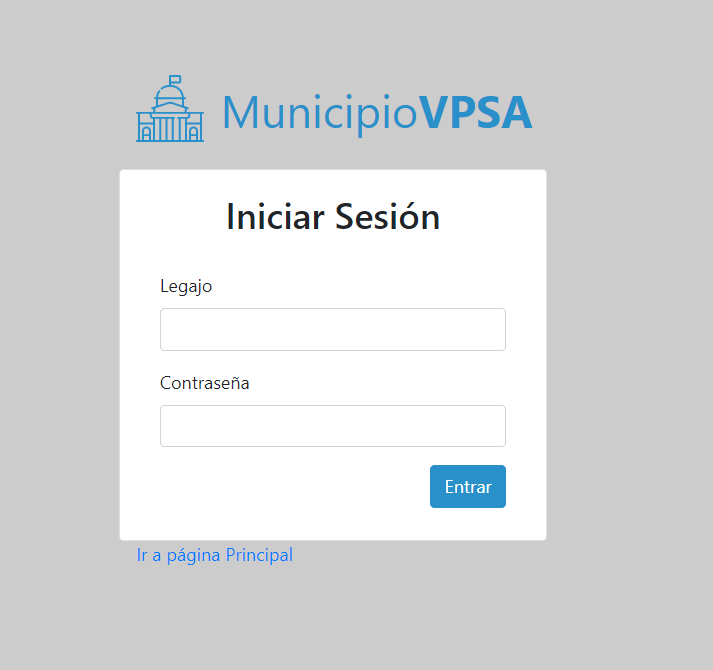 MunicipioVPSA
Iniciar Sesión
Legajo
Contraseña
Entrar
Ir a página Principal